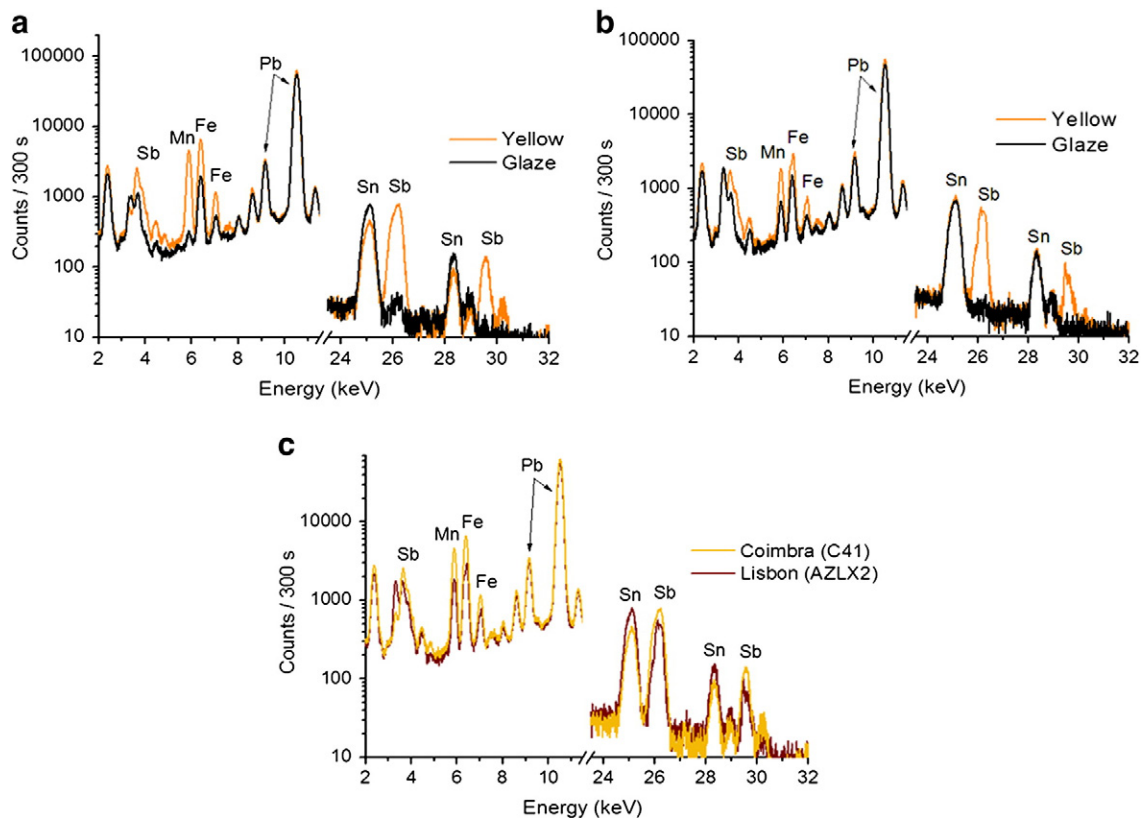 a
100000
10000
1000
100
10
Counts / 300 s
Pb
Fe
Mn
Sb
Fe
Yellow
Glaze
Sn
Sb
Sn
Sb
2 4 6 8 10 24 26 28 30 32
Energy (keV)
b
100000
10000
1000
100
10
Counts / 300 s
Pb
Fe
Sb
Mn
Fe
Yellow
Glaze
Sn
Sb
Sn
Sb
2 4 6 8 10 24 26 28 30 32
Energy (keV)
c
10000
1000
100
10
Counts / 300 s
Pb
Fe
Mn
Sb
Fe
Coimbra (C41)
Lisbon (AZLX2)
Sn
Sb
Sn
Sb
2 4 6 8 10 24 26 28 30 32
Energy (keV)